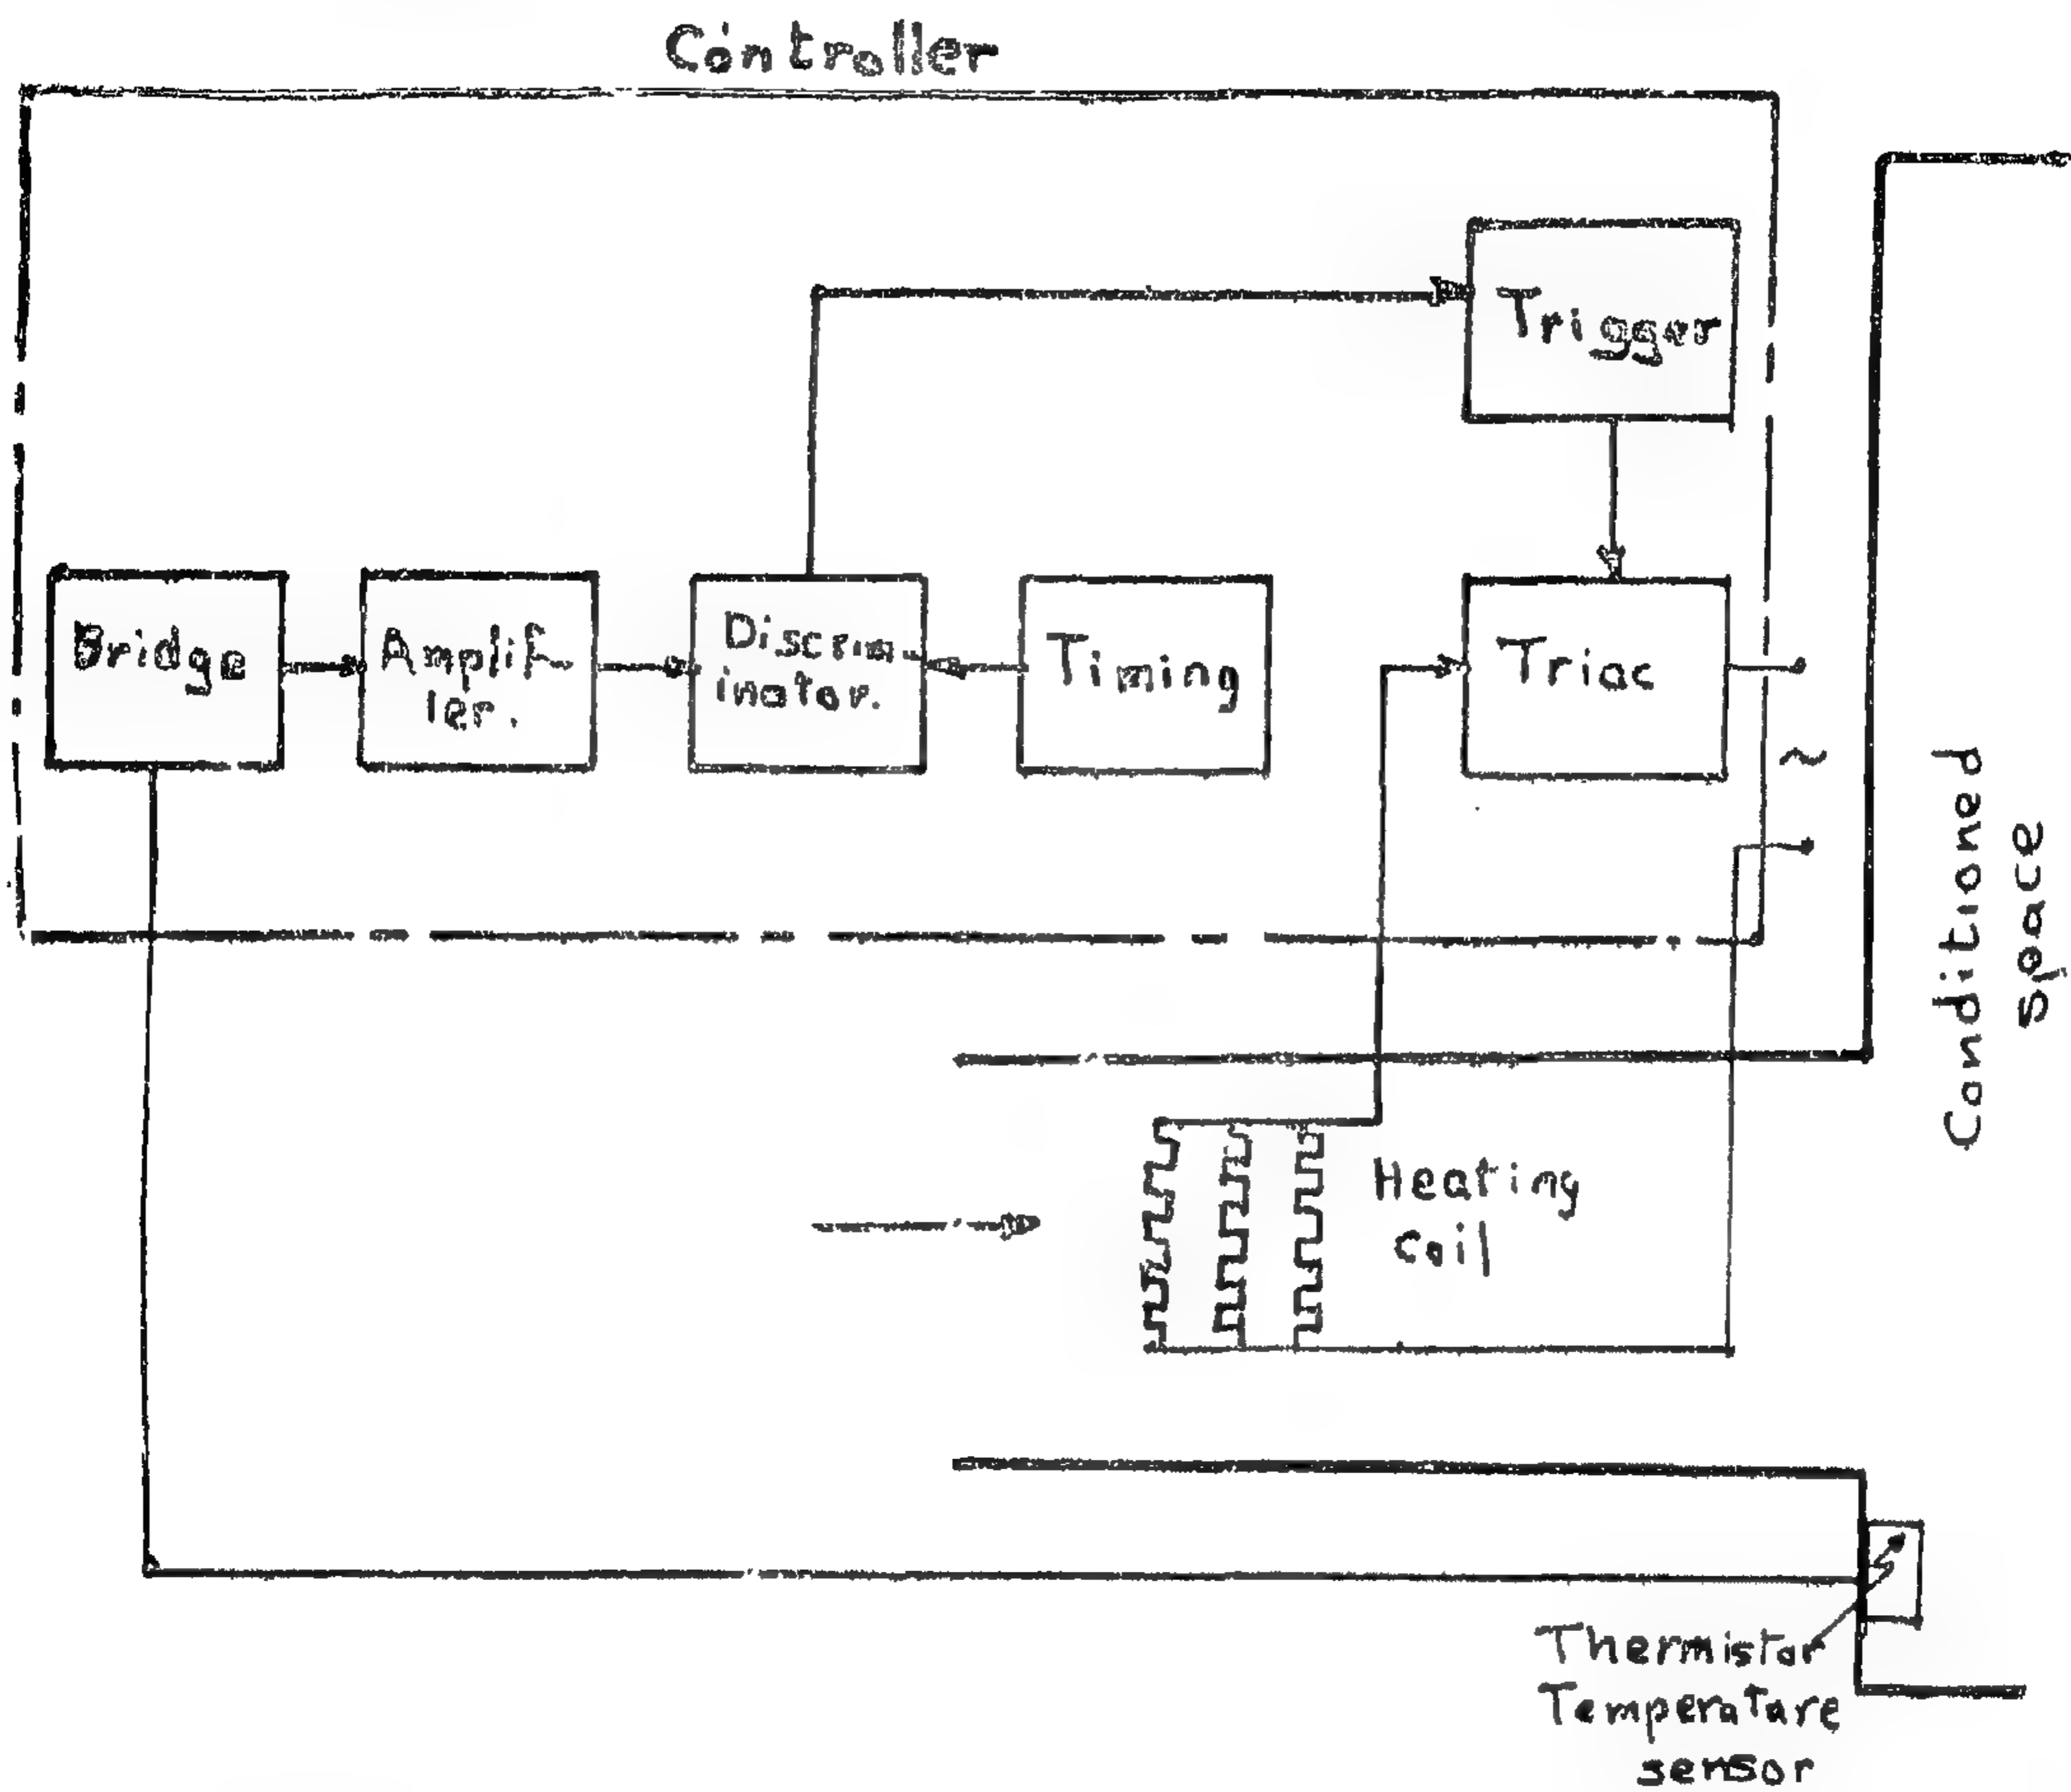 Controller
Trigger
Bridge
Amplif-
ier.
Discrim-
inator.
Timing
Triac
~
Conditioned
space
Heating
coil
Thermistor
Temperature
sensor